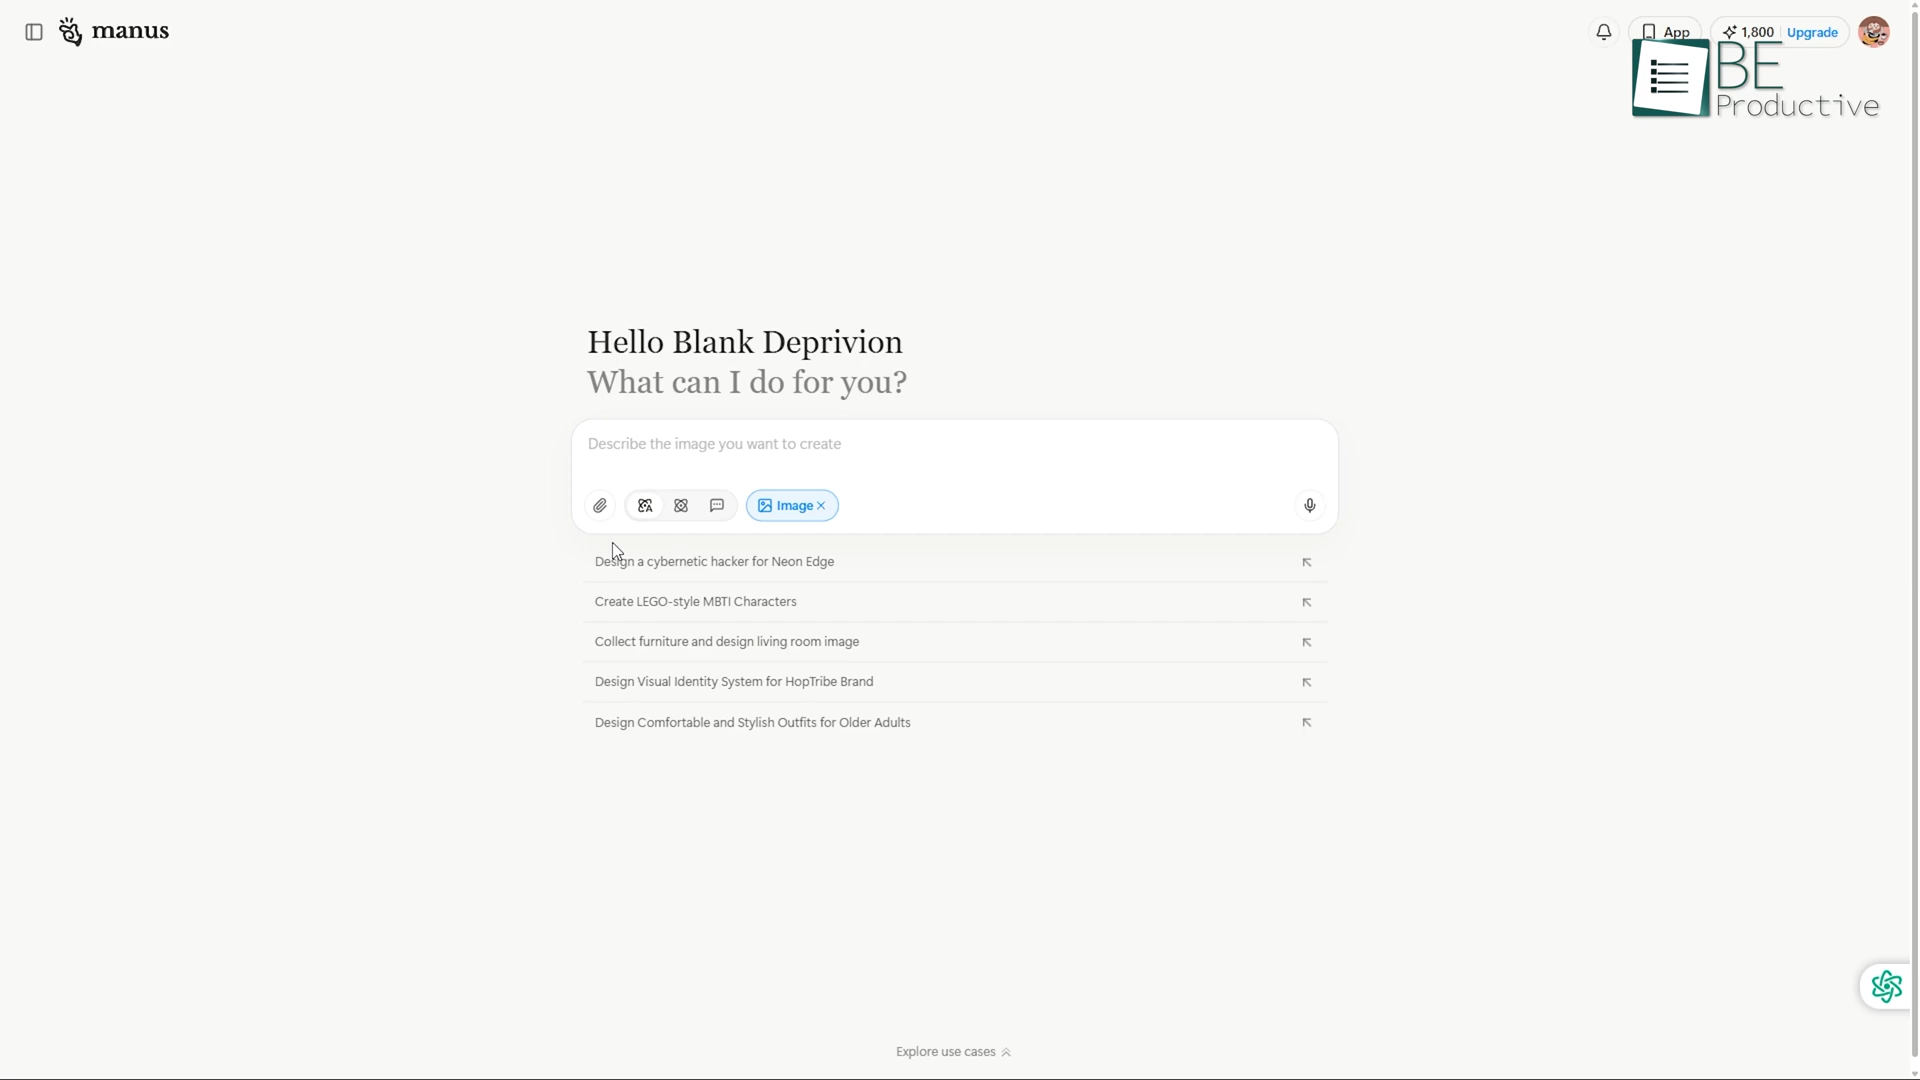 manus
App
1,800
Upgrade
BE
Productive
Hello Blank Deprivion
What can I do for you?
Describe the image you want to create
Image
Design a cybernetic hacker for Neon Edge
Create LEGO-style MBTI Characters
Collect furniture and design living room image
Design Visual Identity System for HopTribe Brand
Design Comfortable and Stylish Outfits for Older Adults
Explore use cases